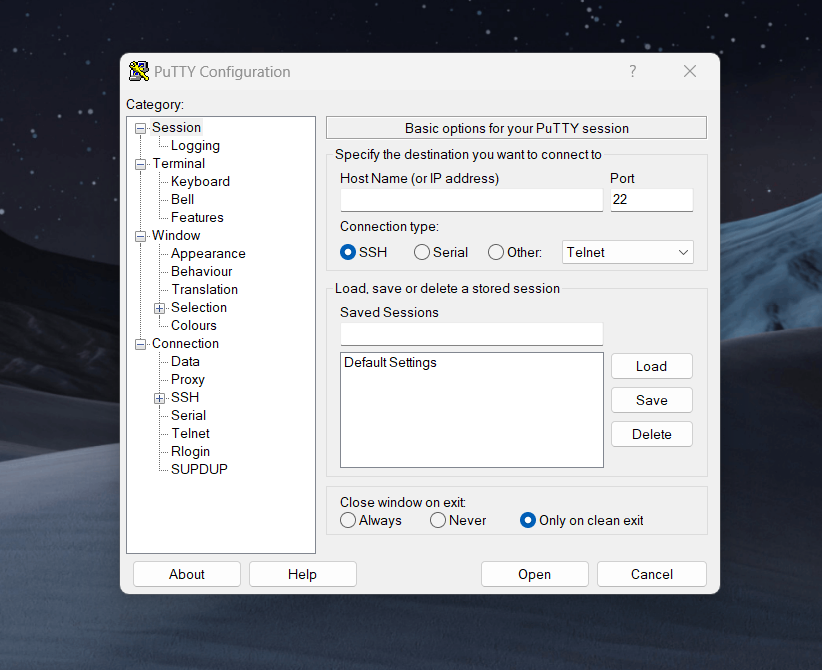 PuTTY Configuration
?
Category:
Session
Logging
Terminal
Keyboard
Bell
Features
Window
Appearance
Behaviour
Translation
Selection
Colours
Connection
Data
Proxy
SSH
Serial
Telnet
Rlogin
SUPDUP
Basic options for your PuTTY session
Specify the destination you want to connect to
Host Name (or IP address) Port
22
Connection type:
SSH Serial Other: Telnet
Load, save or delete a stored session
Saved Sessions
Default Settings
Load
Save
Delete
Close window on exit:
Always Never Only on clean exit
About Help Open Cancel